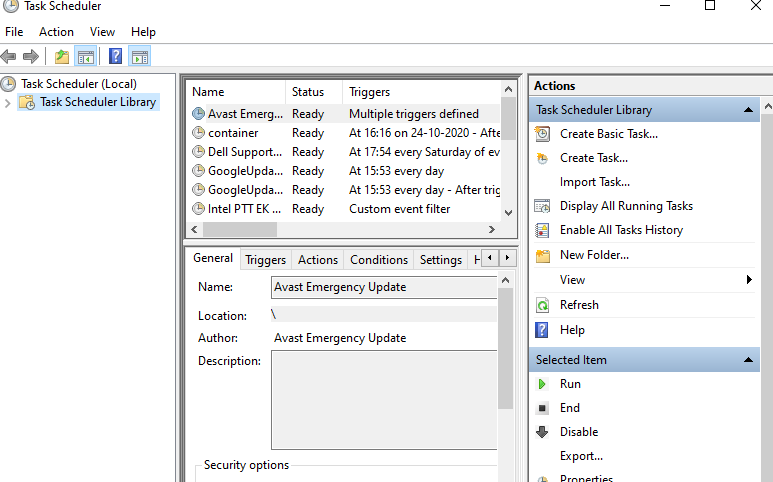 Task Scheduler
File Action View Help
Task Scheduler (Local)
Task Scheduler Library
Name Status Triggers
Avast Emerg... Ready Multiple triggers defined
container Ready At 16:16 on 24-10-2020 - Afte
Dell Support... Ready At 17:54 every Saturday of ev
GoogleUpda... Ready At 15:53 every day
GoogleUpda... Ready At 15:53 every day - After trig
Intel PTT EK ... Ready Custom event filter
General Triggers Actions Conditions Settings H
Name: Avast Emergency Update
Location: \
Author: Avast Emergency Update
Description:
Security options
Actions
Task Scheduler Library
Create Basic Task...
Create Task...
Import Task...
Display All Running Tasks
Enable All Tasks History
New Folder...
View
Refresh
Help
Selected Item
Run
End
Disable
Export...
Properties